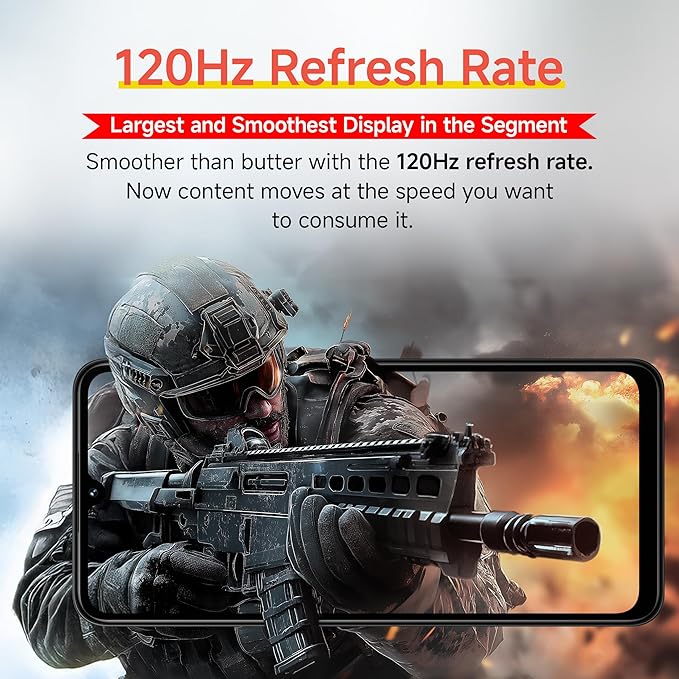 120Hz Refresh Rate
Largest and Smoothest Display in the Segment
Smoother than butter with the 120Hz refresh rate.
Now content moves at the speed you want
to consume it.